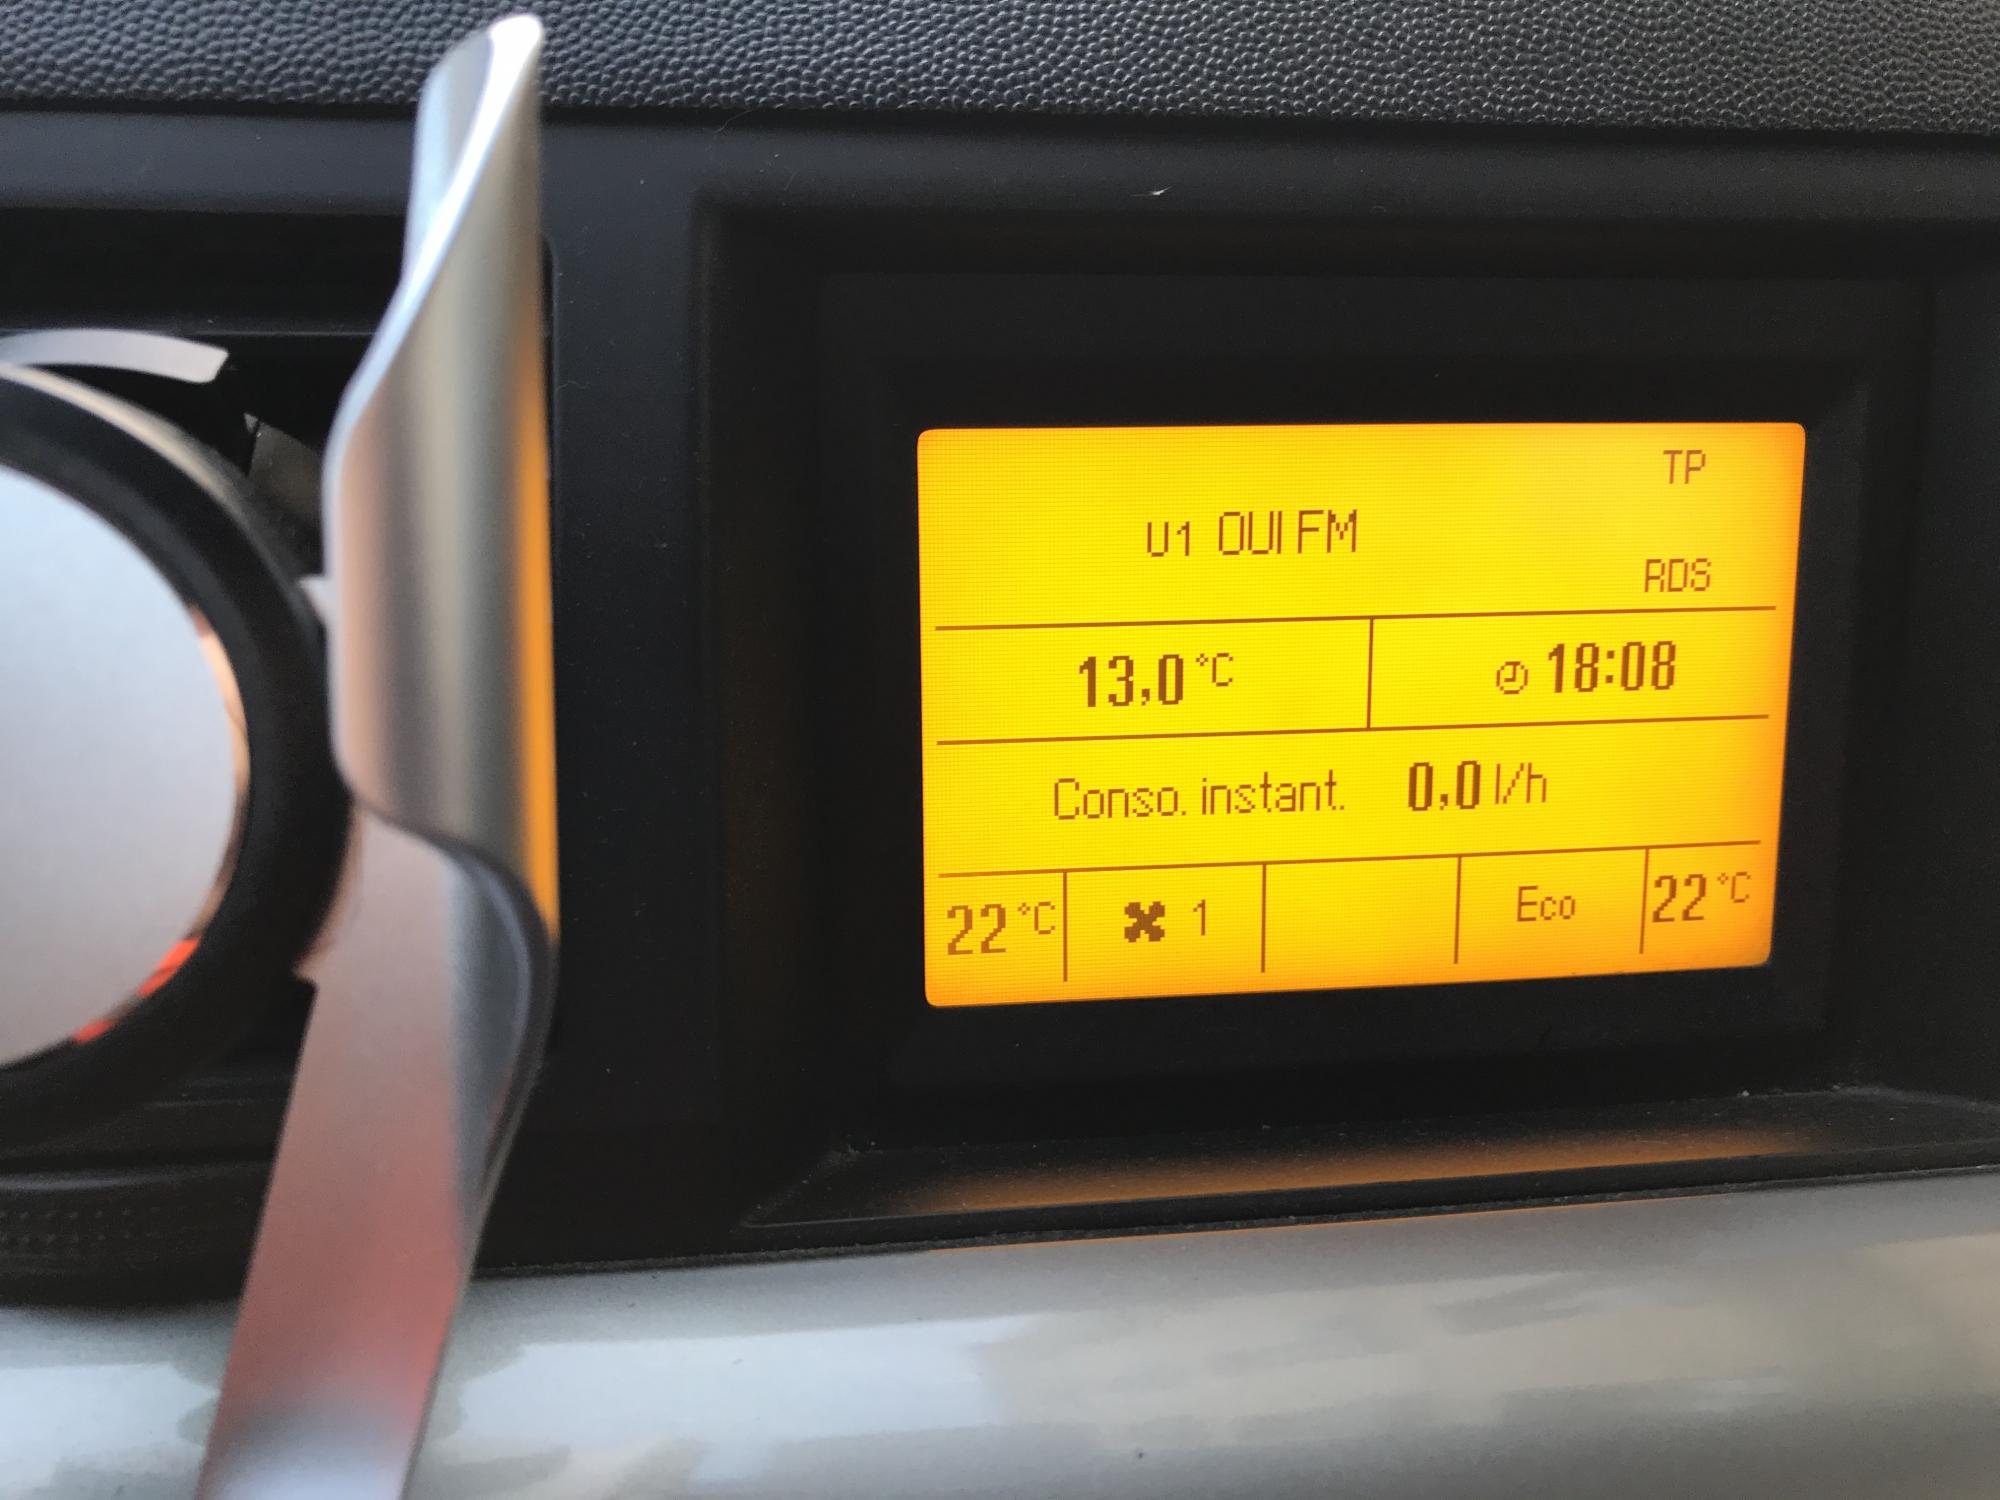 TP
U1 OUI FM
RDS
13,0 °C 18:08
Conso. instant. 0,0 l/h
22 °C 1 Eco 22 °C